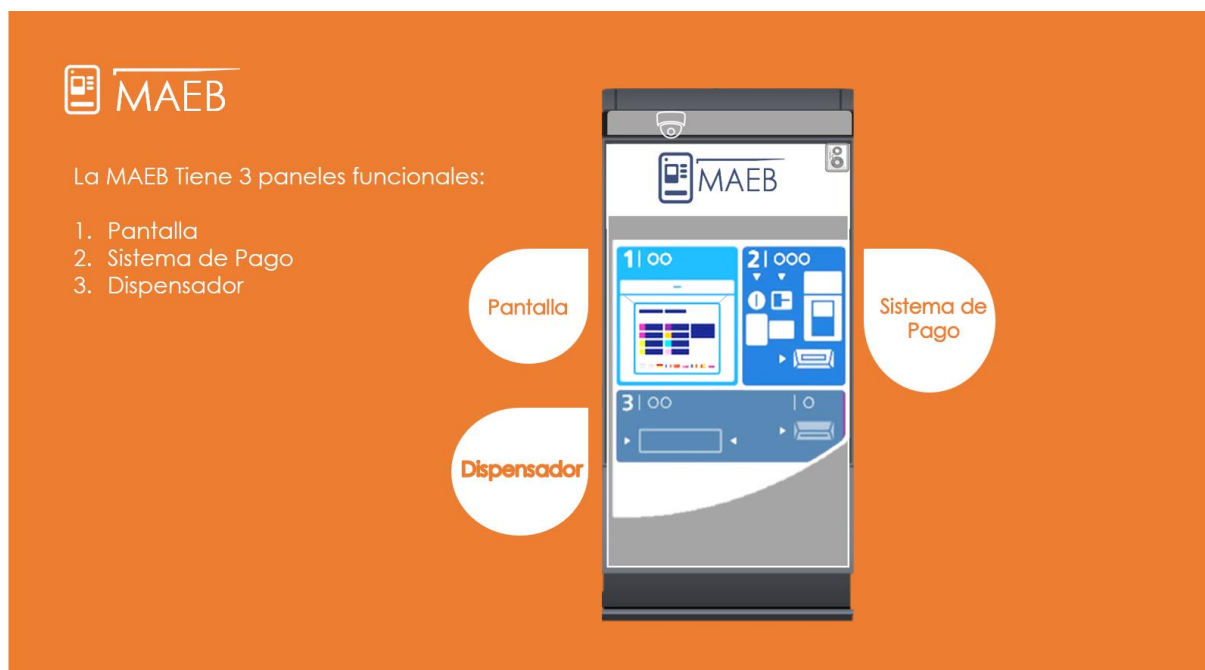 MAEB
La MAEB Tiene 3 paneles funcionales:
1. Pantalla
2. Sistema de Pago
3. Dispensador
MAEB
1
2
Pantalla
Sistema de
Pago
3
Dispensador